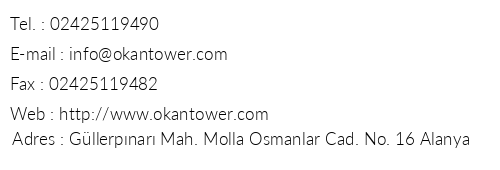 Tel. : 02425119490
E-mail : info@okantower.com
Fax : 02425119482
Web : http://www.okantower.com
Adres : Güllerpınarı Mah. Molla Osmanlar Cad. No. 16 Alanya